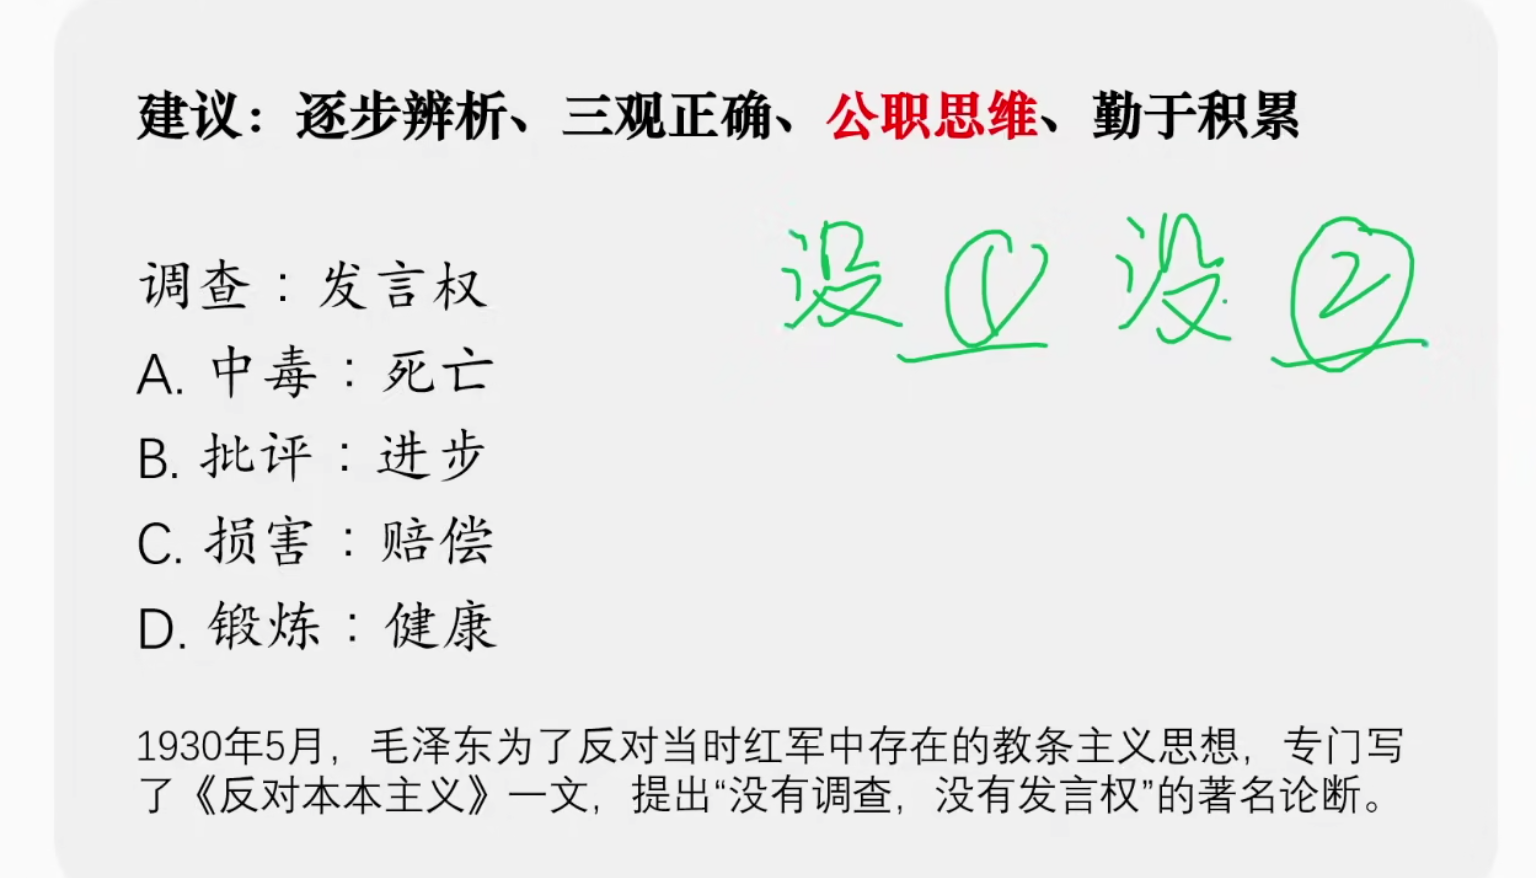 建议：逐步辨析、三观正确、公职思维、勤于积累
没 ① 没 ②
调查：发言权
A. 中毒：死亡
B. 批评：进步
C. 损害：赔偿
D. 锻炼：健康
1930年5月，毛泽东为了反对当时红军中存在的教条主义思想，专门写
了《反对本本主义》一文，提出“没有调查，没有发言权”的著名论断。